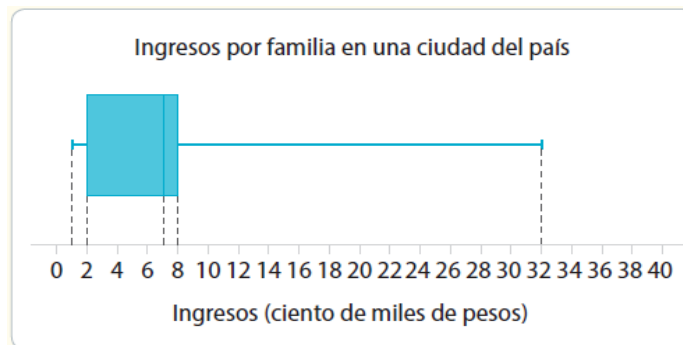 Ingresos por familia en una ciudad del país
0 2 4 6 8 10 12 14 16 18 20 22 24 26 28 30 32 34 36 38 40
Ingresos (ciento de miles de pesos)